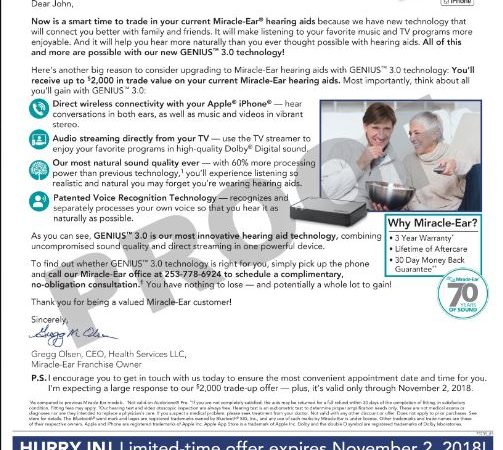 Dear John,
iPhone
Now is a smart time to trade in your current Miracle-Ear® hearing aids because we have new technology that
will connect you better with family and friends. It will make listening to your favorite music and TV programs more
enjoyable. And it will help you hear more naturally than you ever thought possible with hearing aids. All of this
and more are possible with our new GENIUS™ 3.0 technology!
Here's another big reason to consider upgrading to Miracle-Ear hearing aids with GENIUS™ 3.0 technology: You'll
receive up to $2,000 in trade value on your current Miracle-Ear hearing aids. Most importantly, think about all
you'll gain with GENIUS™ 3.0:
Direct wireless connectivity with your Apple® iPhone® — hear
conversations in both ears, as well as music and videos in vibrant
stereo.
Audio streaming directly from your TV — use the TV streamer to
enjoy your favorite programs in high-quality Dolby® Digital sound.
Our most natural sound quality ever — with 60% more processing
power than previous technology,¹ you'll experience listening so
realistic and natural you may forget you're wearing hearing aids.
Patented Voice Recognition Technology — recognizes and
separately processes your own voice so that you hear it as
naturally as possible.
As you can see, GENIUS™ 3.0 is our most innovative hearing aid technology, combining
uncompromised sound quality and direct streaming in one powerful device.
To find out whether GENIUS™ 3.0 technology is right for you, simply pick up the phone
and call our Miracle-Ear office at 253-778-6924 to schedule a complimentary,
no-obligation consultation.† You have nothing to lose — and potentially a whole lot to gain!
Thank you for being a valued Miracle-Ear customer!
Sincerely,
Gregg M. Olsen
Gregg Olsen, CEO, Health Services LLC,
Miracle-Ear Franchise Owner
P.S. I encourage you to get in touch with us today to ensure the most convenient appointment date and time for you.
I'm expecting a large response to our $2,000 trade-up offer — plus, it's valid only through November 2, 2018.
Why Miracle-Ear?
• 3 Year Warranty*
• Lifetime of Aftercare
• 30 Day Money Back
Guarantee**
Miracle-Ear
70
YEARS
OF SOUND
PROOF
HURRY IN! Limited-time offer expires November 2, 2018!